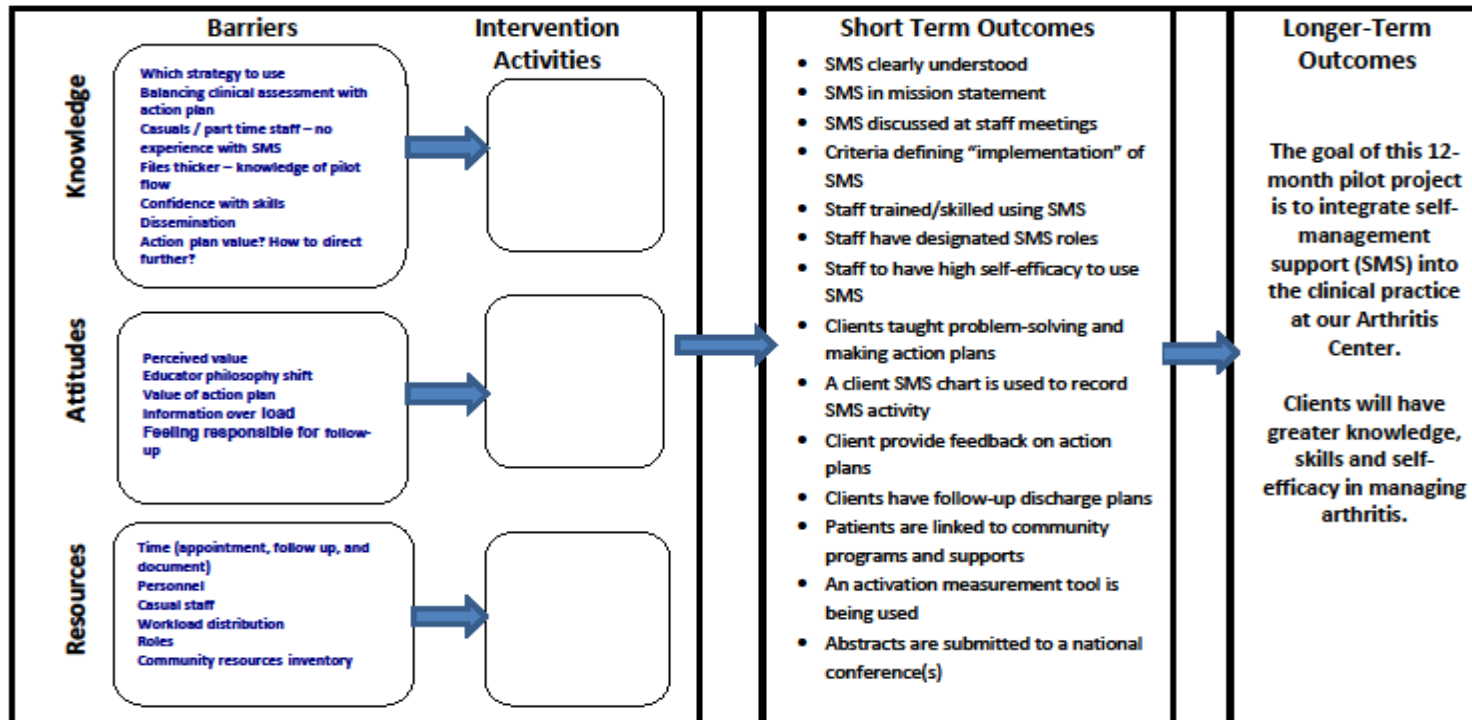 Barriers
Intervention
Activities
Short Term Outcomes
Longer-Term
Outcomes
Knowledge
Which strategy to use
Balancing clinical assessment with
action plan
Casuals / part time staff – no
experience with SMS
Files thicker – knowledge of pilot
flow
Confidence with skills
Dissemination
Action plan value? How to direct
further?
Attitudes
Perceived value
Educator philosophy shift
Value of action plan
Information over load
Feeling responsible for follow-
up
Resources
Time (appointment, follow up, and
document)
Personnel
Casual staff
Workload distribution
Roles
Community resources inventory
• SMS clearly understood
• SMS in mission statement
• SMS discussed at staff meetings
• Criteria defining “implementation” of
SMS
• Staff trained/skilled using SMS
• Staff have designated SMS roles
• Staff to have high self-efficacy to use
SMS
• Clients taught problem-solving and
making action plans
• A client SMS chart is used to record
SMS activity
• Client provide feedback on action
plans
• Clients have follow-up discharge plans
• Patients are linked to community
programs and supports
• An activation measurement tool is
being used
• Abstracts are submitted to a national
conference(s)
The goal of this 12-
month pilot project
is to integrate self-
management
support (SMS) into
the clinical practice
at our Arthritis
Center.
Clients will have
greater knowledge,
skills and self-
efficacy in managing
arthritis.